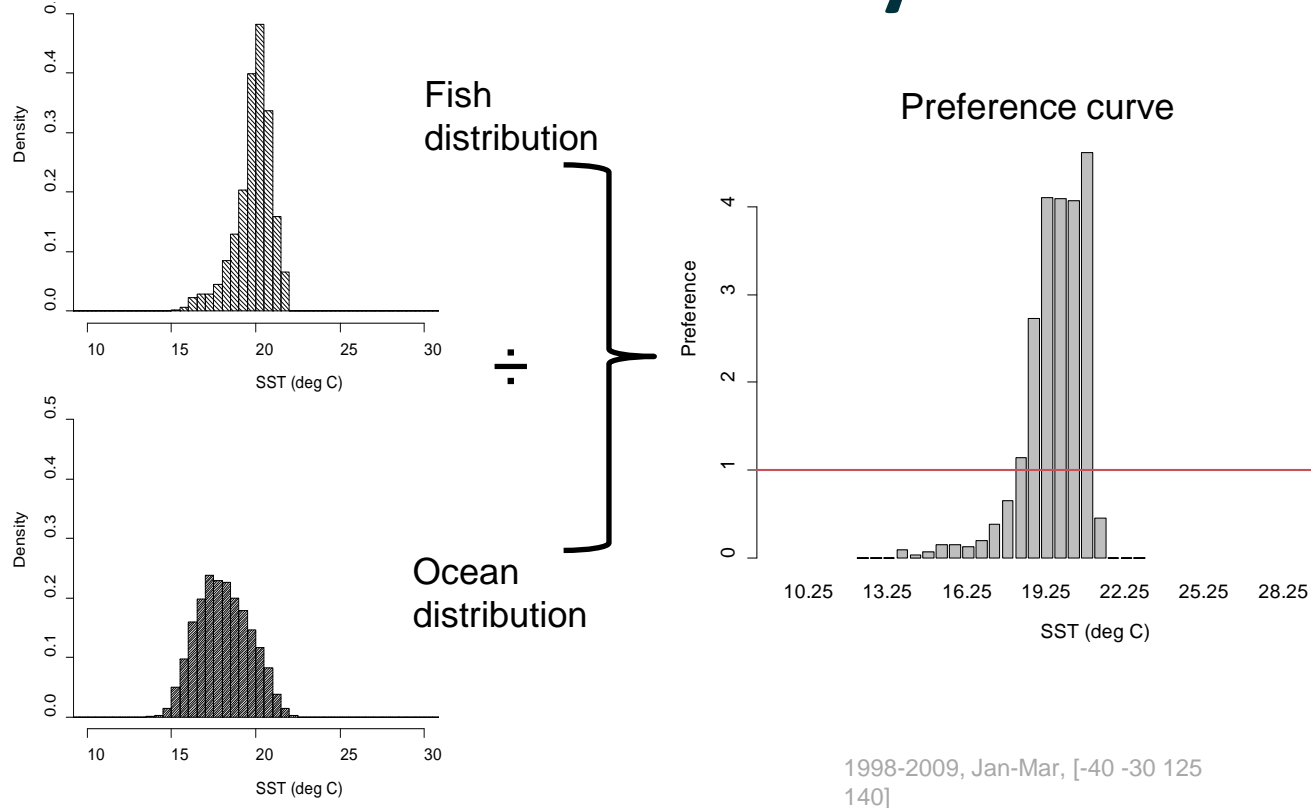 Fish
distribution
Density
0.0 0.1 0.2 0.3 0.4
10 15 20 25 30
SST (deg C)
÷
Density
0.0 0.1 0.2 0.3 0.4 0.5
10 15 20 25 30
SST (deg C)
Ocean
distribution
Preference curve
Preference
0 1 2 3 4
10.25 13.25 16.25 19.25 22.25 25.25 28.25
SST (deg C)
1998-2009, Jan-Mar, [-40 -30 125
140]